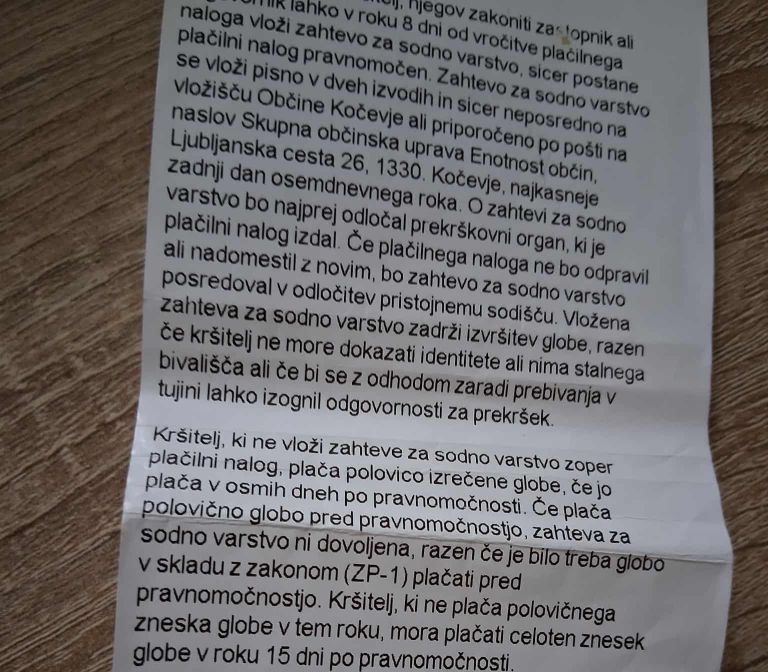 njegov zakoniti zastopnik ali
lahko v roku 8 dni od vročitve plačilnega
naloga vloži zahtevo za sodno varstvo, sicer postane
plačilni nalog pravnomočen. Zahtevo za sodno varstvo
se vloži pisno v dveh izvodih in sicer neposredno na
vložišču Občine Kočevje ali priporočeno po pošti na
naslov Skupna občinska uprava Enotnost občin,
Ljubljanska cesta 26, 1330. Kočevje, najkasneje
zadnji dan osemdnevnega roka. O zahtevi za sodno
varstvo bo najprej odločal prekrškovni organ, ki je
plačilni nalog izdal. Če plačilnega naloga ne bo odpravil
ali nadomestil z novim, bo zahtevo za sodno varstvo
posredoval v odločitev pristojnemu sodišču. Vložena
zahteva za sodno varstvo zadrži izvršitev globe, razen
če kršitelj ne more dokazati identitete ali nima stalnega
bivališča ali če bi se z odhodom zaradi prebivanja v
tujini lahko izognil odgovornosti za prekršek.
Kršitelj, ki ne vloži zahteve za sodno varstvo zoper
plačilni nalog, plača polovico izrečene globe, če jo
plača v osmih dneh po pravnomočnosti. Če plača
polovično globo pred pravnomočnostjo, zahteva za
sodno varstvo ni dovoljena, razen če je bilo treba globo
v skladu z zakonom (ZP-1) plačati pred
pravnomočnostjo. Kršitelj, ki ne plača polovičnega
zneska globe v tem roku, mora plačati celoten znesek
globe v roku 15 dni po pravnomočnosti.